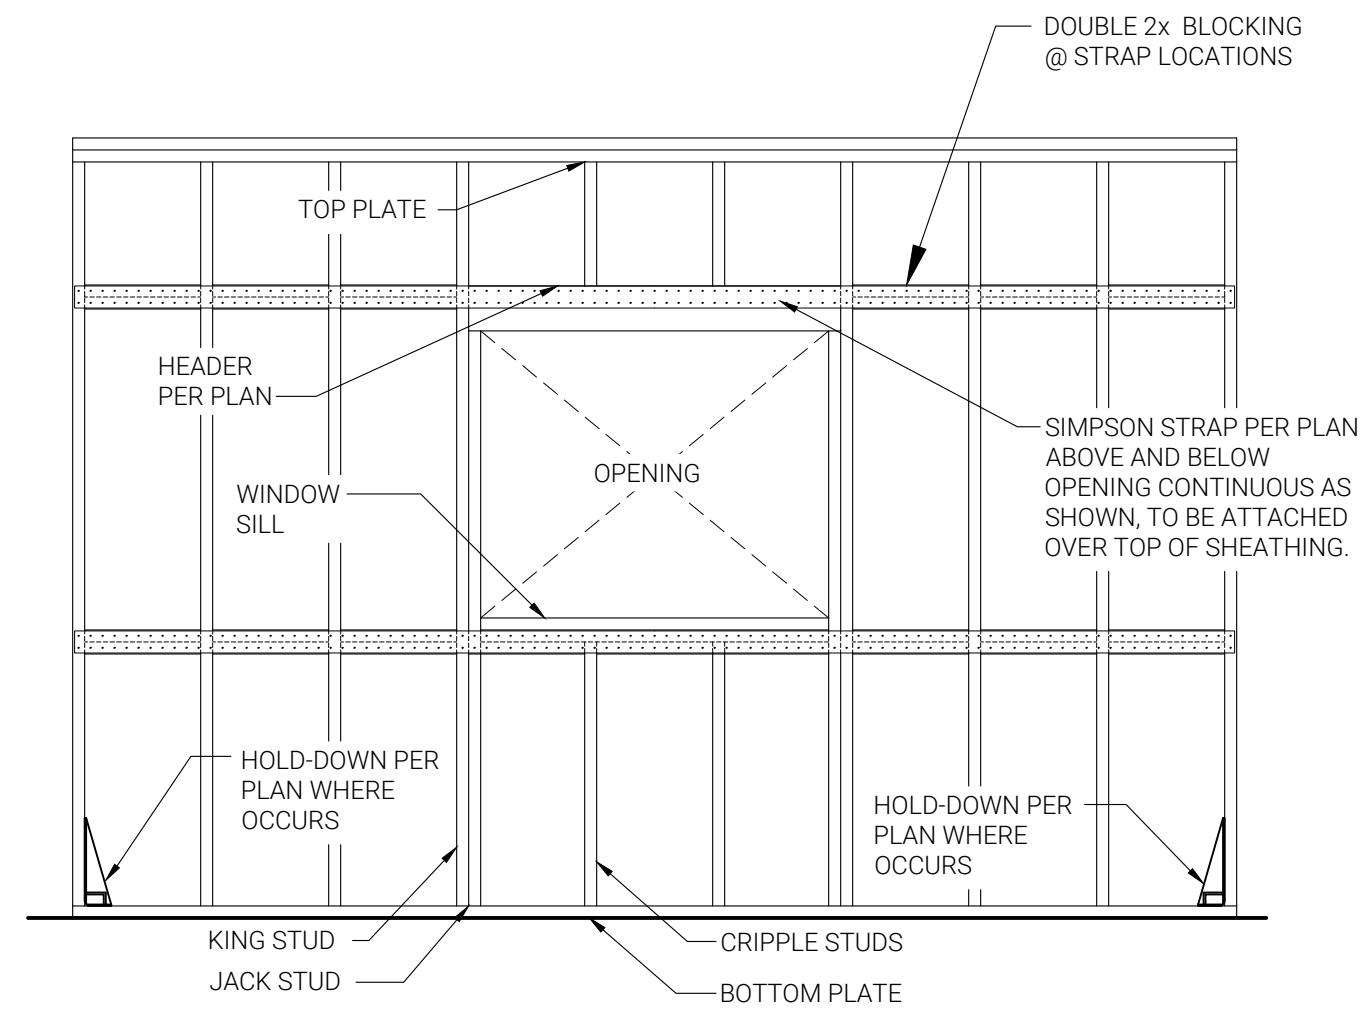 DOUBLE 2x BLOCKING
@ STRAP LOCATIONS
TOP PLATE
HEADER
PER PLAN
SIMPSON STRAP PER PLAN
ABOVE AND BELOW
OPENING CONTINUOUS AS
SHOWN, TO BE ATTACHED
OVER TOP OF SHEATHING.
OPENING
WINDOW
SILL
HOLD-DOWN PER
PLAN WHERE
OCCURS
HOLD-DOWN PER
PLAN WHERE
OCCURS
KING STUD
CRIPPLE STUDS
JACK STUD
BOTTOM PLATE